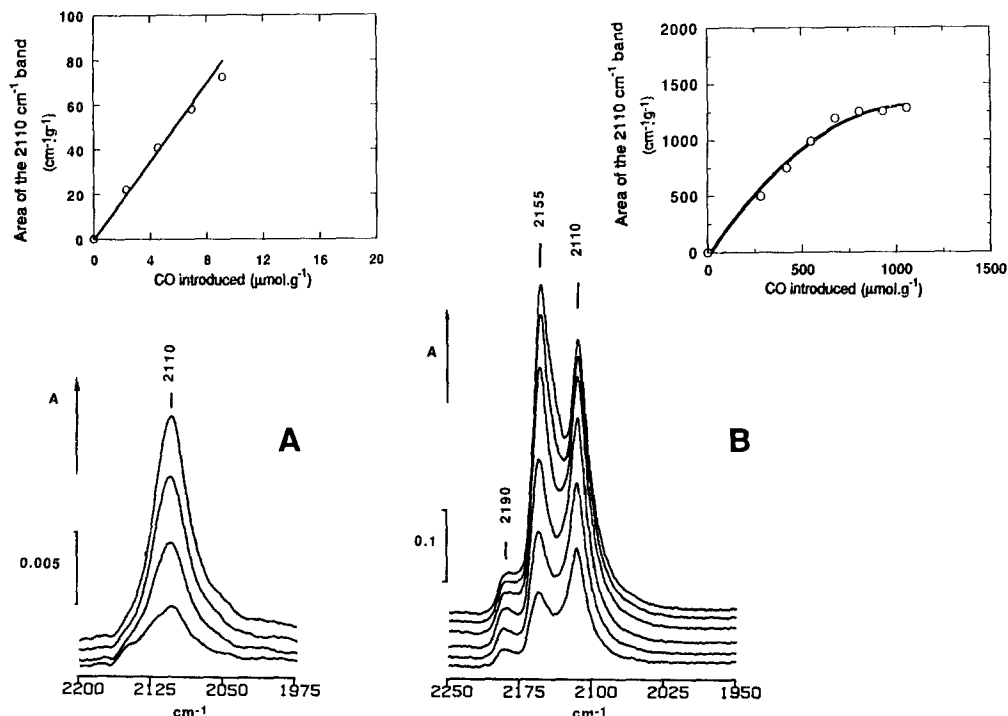 Area of the 2110 cm-1 band
(cm-1g-1)
100
80
60
40
20
0
0 4 8 12 16 20
CO introduced (µmol.g-1)
Area of the 2110 cm-1 band
(cm-1g-1)
2000
1500
1250
1000
500
0
0 500 1000 1500
CO introduced (µmol.g-1)
A
2110
A
0.005
2200 2125 2050 1975
cm-1
A
2155
2110
2190
B
0.1
2250 2175 2100 2025 1950
cm-1